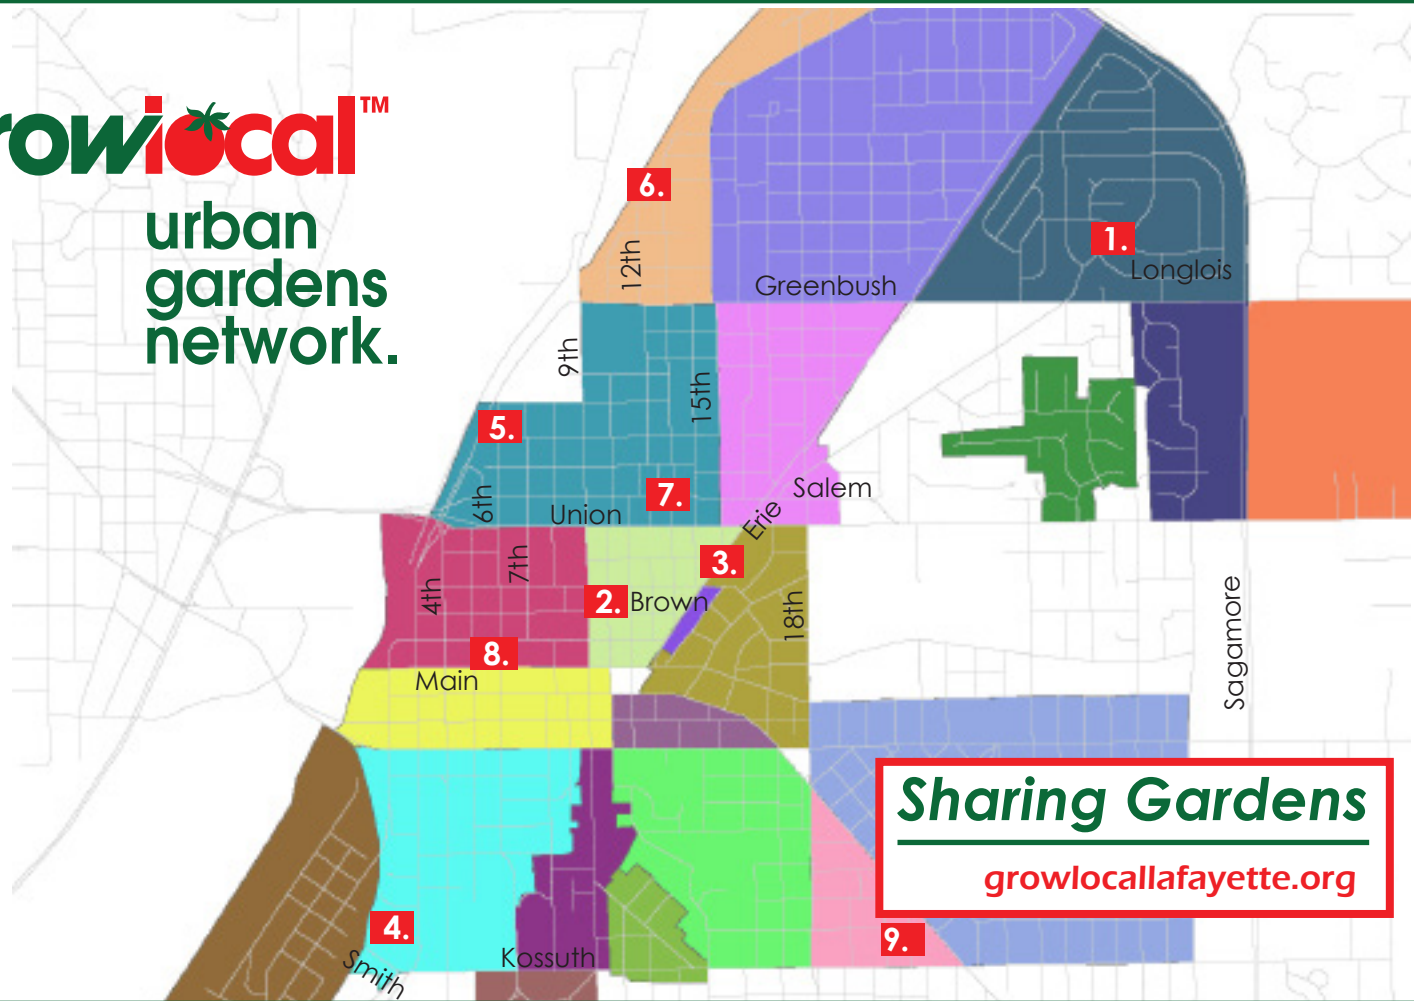 rowlocal™
urban
gardens
network.
6.
12th
1.
Longlois
Greenbush
9th
15th
5.
6th
7.
Union
Salem
Erie
7th
4th
3.
2.
Brown
18th
8.
Main
Sagamore
Sharing Gardens
growlocallafayette.org
4.
Smith
Kossuth
9.